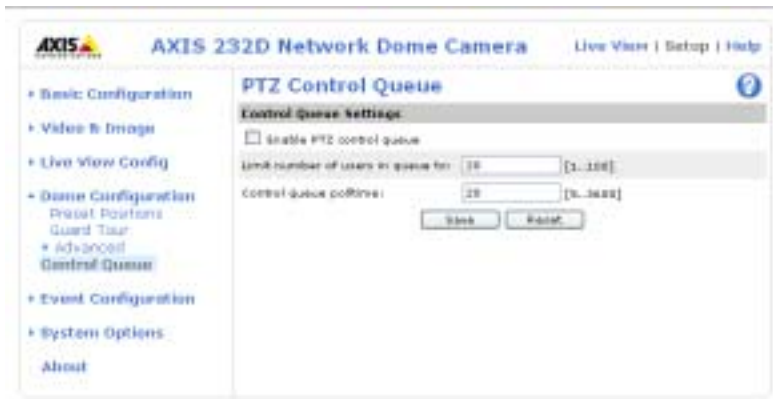 AXIS
AXIS 232D Network Dome Camera
Live View | Setup | Help
Basic Configuration
Video & Image
Live View Config
Dome Configuration
Preset Positions
Guard Tour
Advanced
Control Queue
Event Configuration
System Options
About
PTZ Control Queue
?
Control Queue Settings
Enable PTZ control queue
Limit number of users in queue to:
[1..100]
Control queue polltime:
20
Save Reset